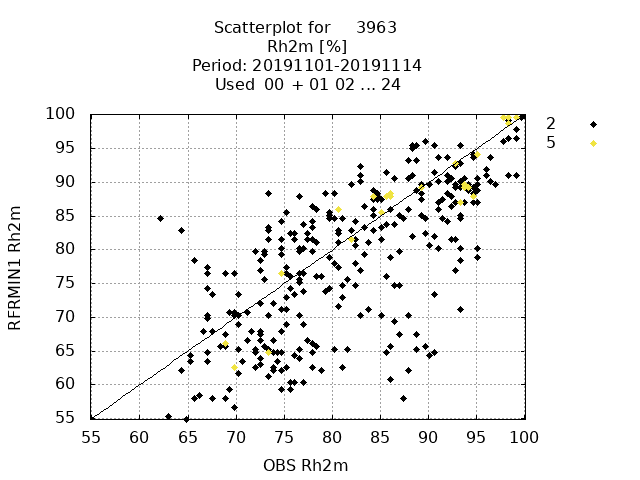 Scatterplot for 3963
Rh2m [%]
Period: 20191101-20191114
Used 00 + 01 02 ... 24
100
95
90
85
80
75
70
65
60
55
55 60 65 70 75 80 85 90 95 100
RFRMIN1 Rh2m
OBS Rh2m
2
5